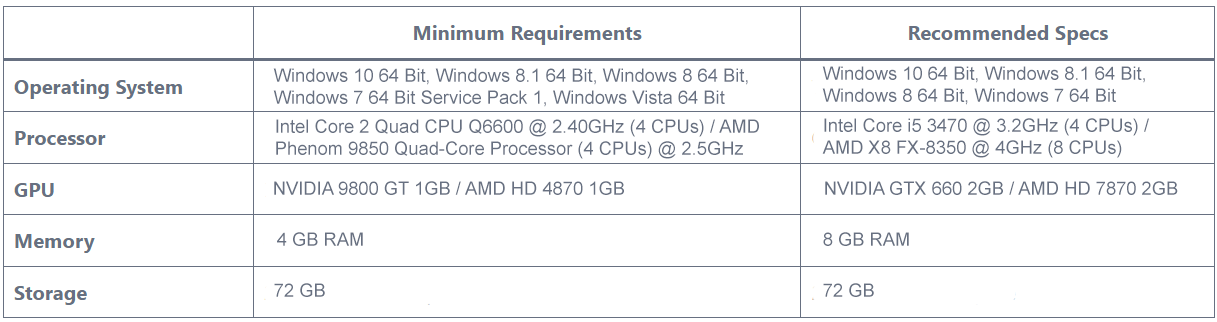 Minimum Requirements
Recommended Specs
Operating System
Windows 10 64 Bit, Windows 8.1 64 Bit, Windows 8 64 Bit,
Windows 7 64 Bit Service Pack 1, Windows Vista 64 Bit
Windows 10 64 Bit, Windows 8.1 64 Bit,
Windows 8 64 Bit, Windows 7 64 Bit
Processor
Intel Core 2 Quad CPU Q6600 @ 2.40GHz (4 CPUs) / AMD
Phenom 9850 Quad-Core Processor (4 CPUs) @ 2.5GHz
Intel Core i5 3470 @ 3.2GHz (4 CPUs) /
AMD X8 FX-8350 @ 4GHz (8 CPUs)
GPU
NVIDIA 9800 GT 1GB / AMD HD 4870 1GB
NVIDIA GTX 660 2GB / AMD HD 7870 2GB
Memory
4 GB RAM
8 GB RAM
Storage
72 GB
72 GB